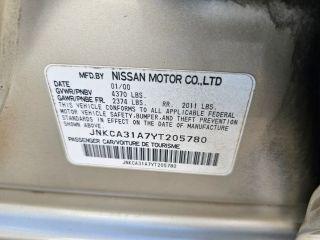 MFD. BY NISSAN MOTOR CO.,LTD
DATE 01/00
GVWR/PNBV 4370 LBS.
GAWR/PNBE FR. 2374 LBS. RR. 2011 LBS.
THIS VEHICLE CONFORMS TO ALL APPLICABLE FEDERAL
MOTOR VEHICLE SAFETY,BUMPER, AND THEFT PREVENTION
STANDARDS IN EFFECT ON THE DATE OF MANUFACTURE
SHOWN ABOVE.
JNKCA31A7YT205780
PASSENGER CAR/VOITURE DE TOURISME
JNKCA31A7YT205780